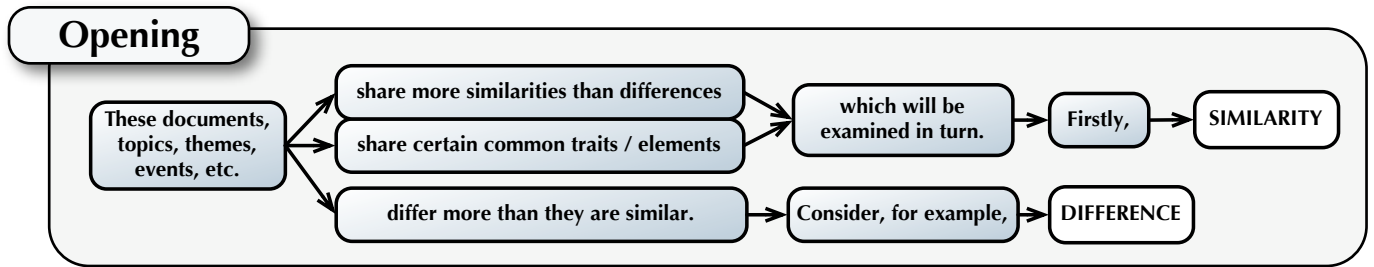 Opening
These documents,
topics, themes,
events, etc.
share more similarities than differences
share certain common traits / elements
differ more than they are similar.
which will be
examined in turn.
Firstly,
SIMILARITY
Consider, for example,
DIFFERENCE